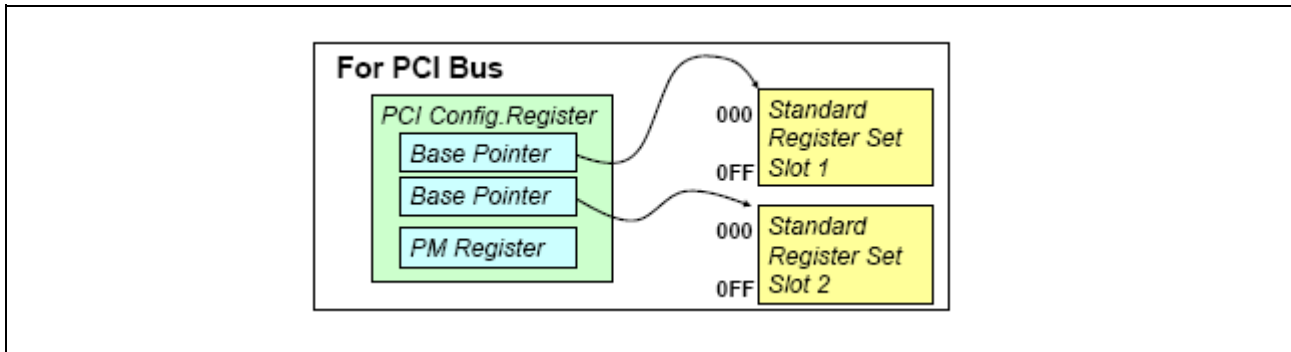 For PCI Bus
PCI Config.Register
Base Pointer
Base Pointer
PM Register
000
Standard
Register Set
0FF
Slot 1
000
Standard
Register Set
0FF
Slot 2